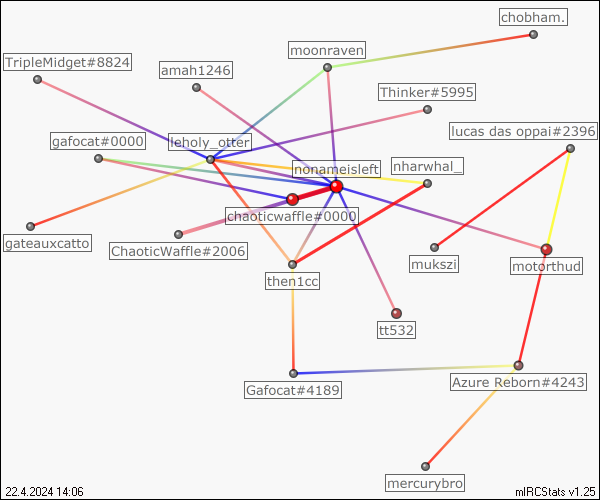 chobham.
moonraven
TripleMidget#8824
amah1246
Thinker#5995
lucas das oppai#2396
gafocat#0000
leholy_otter
nonameisleft
nharwhal_
chaoticwaffle#0000
gateauxcatto
ChaoticWaffle#2006
mukszi
motorthud
then1cc
tt532
Gafocat#4189
Azure Reborn#4243
mercurybro
22.4.2024 14:06
mIRCStats v1.25